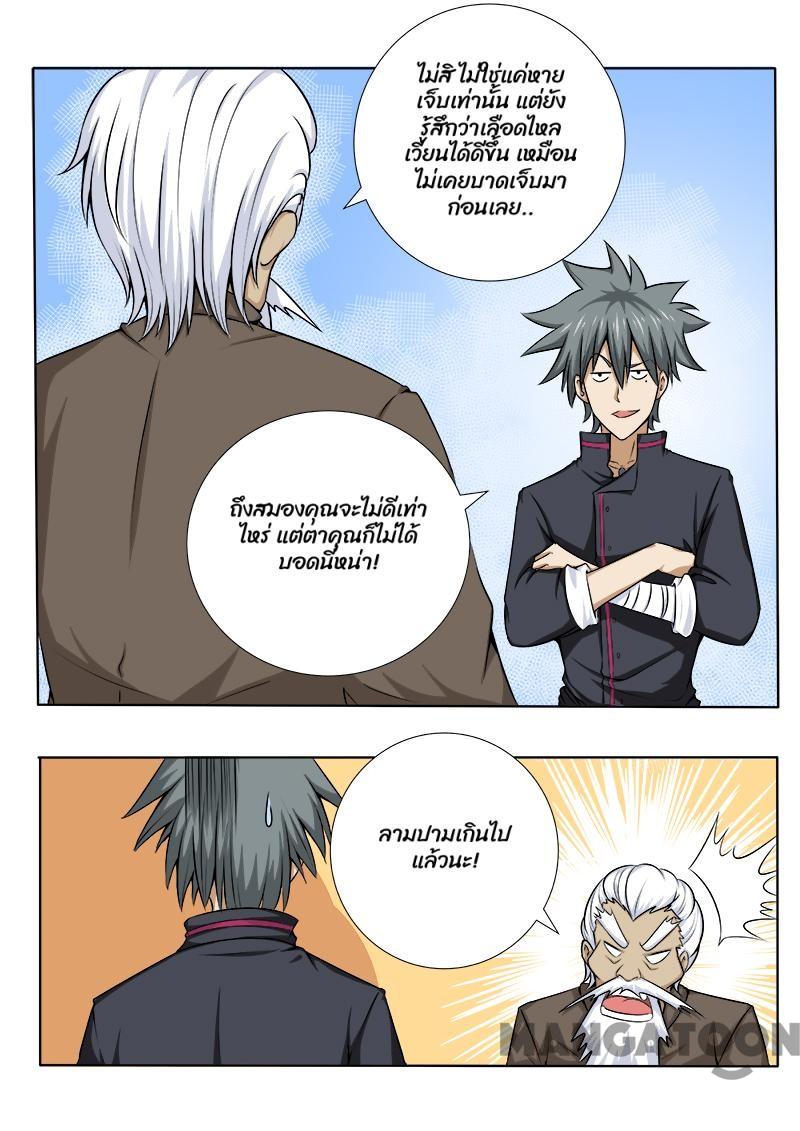 ไม่สิ ไม่ใช่แค่หาย
เจ็บเท่านั้น แต่ยัง
รู้สึกว่าเลือดไหล
เวียนได้ดีขึ้น เหมือน
ไม่เคยบาดเจ็บมา
ก่อนเลย..
ถึงสมองคุณจะไม่ดีเท่า
ไหร่ แต่ตาคุณก็ไม่ได้
บอดนี่หน่า!
ลามปามเกินไป
แล้วนะ!
MANGATOON